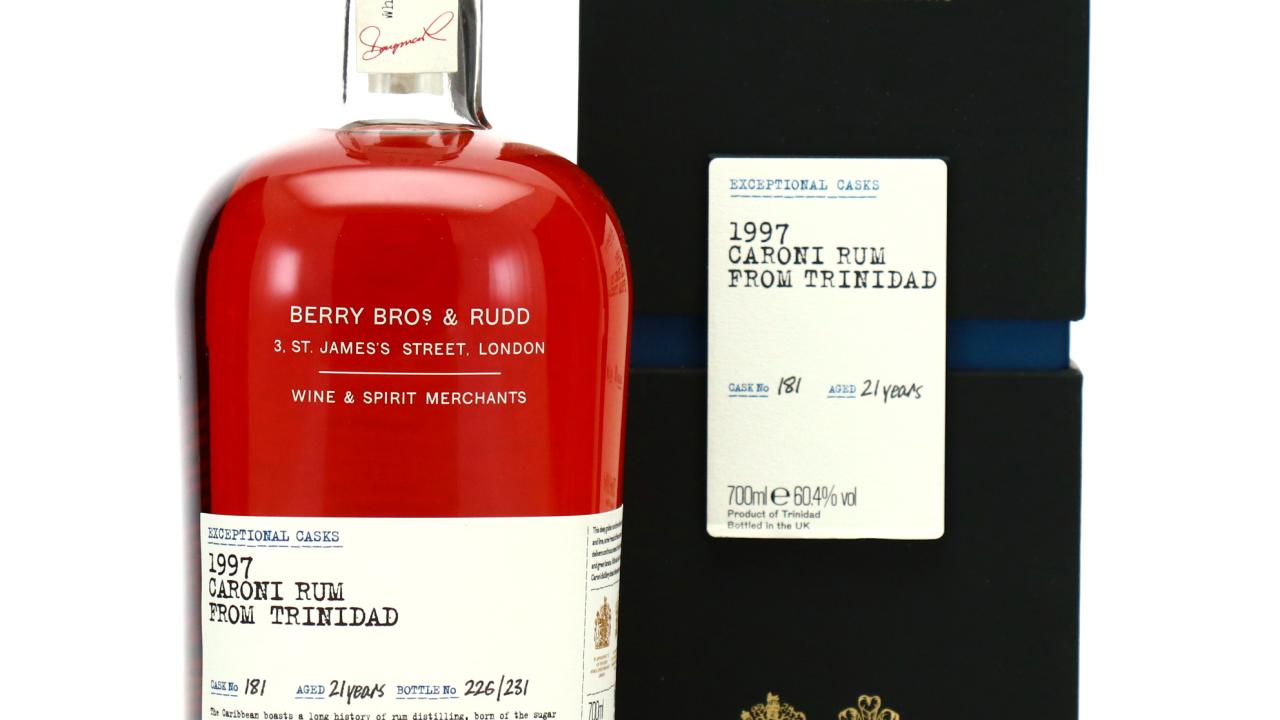 Wh
BERRY BROS & RUDD
3, ST. JAMES'S STREET, LONDON
WINE & SPIRIT MERCHANTS
EXCEPTIONAL CASKS
1997
CARONI RUM
FROM TRINIDAD
CASK No 181 AGED 21 years BOTTLE No 226/231
The Caribbean boasts a long history of rum distilling, born of the sugar
700ml
EXCEPTIONAL CASKS
1997
CARONI RUM
FROM TRINIDAD
CASK No 181 AGED 21 years
700ml e 60.4% vol
Product of Trinidad
Bottled in the UK